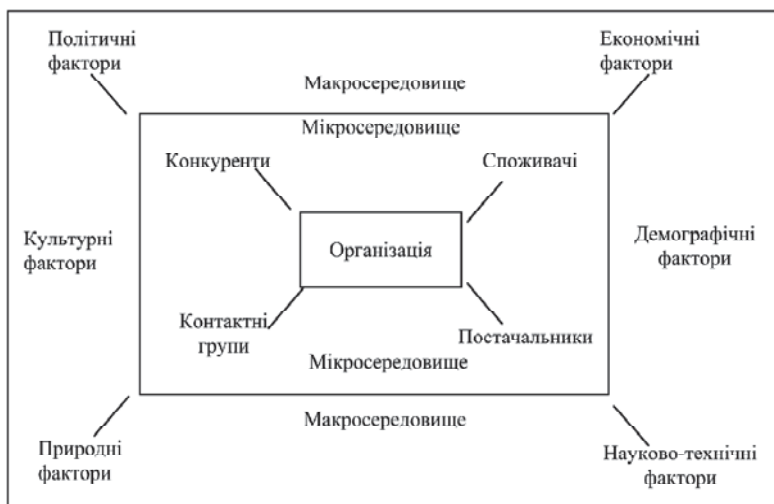 Політичні
фактори
Економічні
фактори
Макросередовище
Мікросередовище
Конкуренти
Споживачі
Культурні
фактори
Організація
Демографічні
фактори
Контактні
групи
Постачальники
Мікросередовище
Макросередовище
Природні
фактори
Науково-технічні
фактори